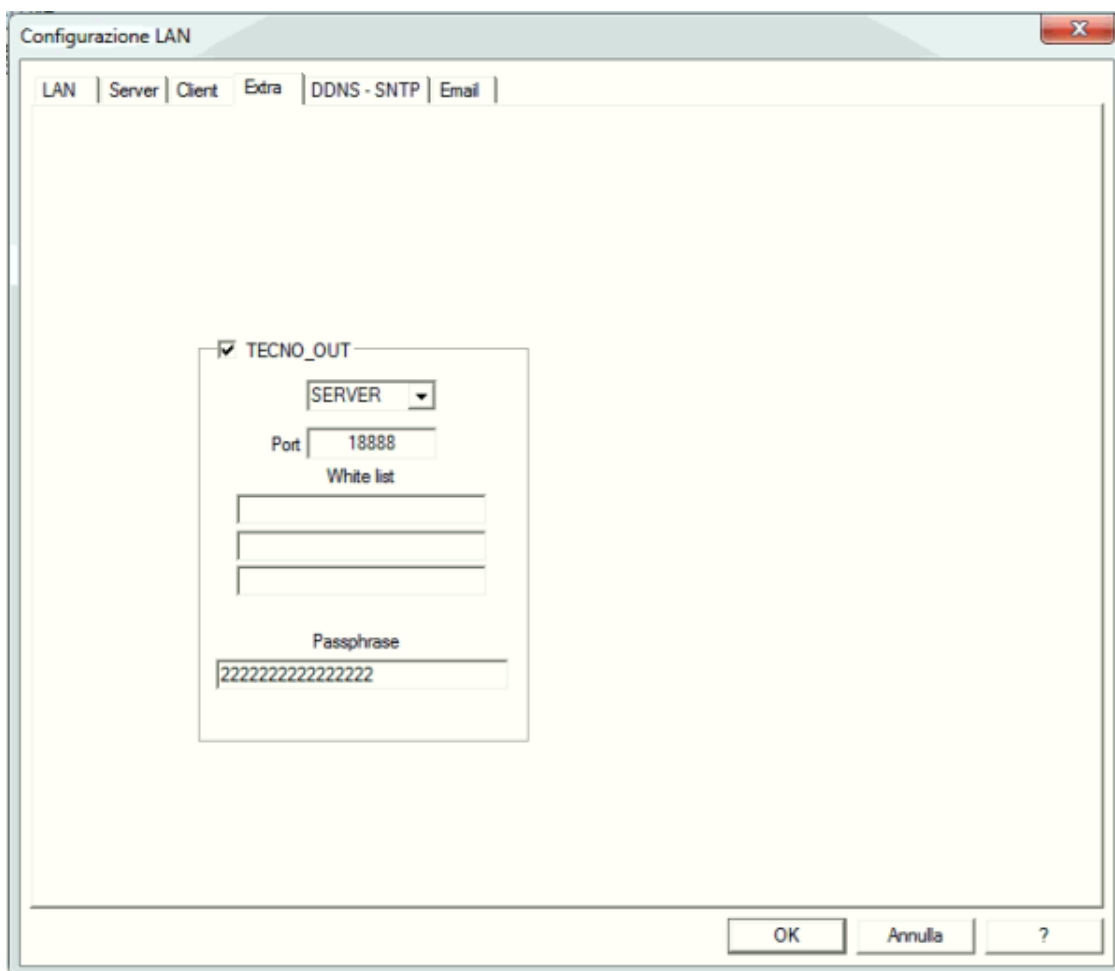 Configurazione LAN
LAN Server Client Extra DDNS - SNTP Email
TECNO_OUT
SERVER
Port 18888
White list
Passphrase
2222222222222222
OK Annulla ?